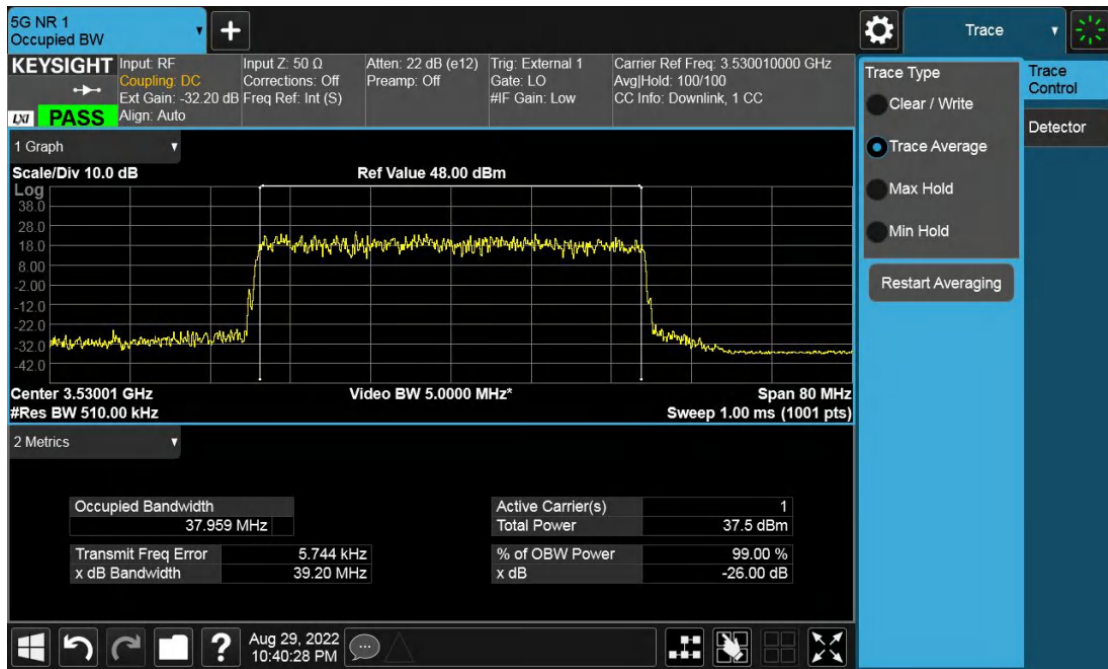 5G NR 1
Occupied BW
+
Trace
KEYSIGHT
LXI PASS
Input: RF
Coupling: DC
Ext Gain: -32.20 dB
Align: Auto
Input Z: 50 Ω
Corrections: Off
Freq Ref: Int (S)
Atten: 22 dB (e12)
Preamp: Off
Trig: External 1
Gate: LO
#IF Gain: Low
Carrier Ref Freq: 3.530010000 GHz
Avg|Hold: 100/100
CC Info: Downlink, 1 CC
1 Graph
Scale/Div 10.0 dB
Ref Value 48.00 dBm
Log
38.0
28.0
18.0
8.00
-2.00
-12.0
-22.0
-32.0
-42.0
Center 3.53001 GHz
Video BW 5.0000 MHz*
Span 80 MHz
#Res BW 510.00 kHz
Sweep 1.00 ms (1001 pts)
2 Metrics
Occupied Bandwidth
37.959 MHz
Transmit Freq Error 5.744 kHz
x dB Bandwidth 39.20 MHz
Active Carrier(s) 1
Total Power 37.5 dBm
% of OBW Power 99.00 %
x dB -26.00 dB
Trace Type
Clear / Write
Trace Average
Max Hold
Min Hold
Restart Averaging
Trace
Control
Detector
?
Aug 29, 2022
10:40:28 PM